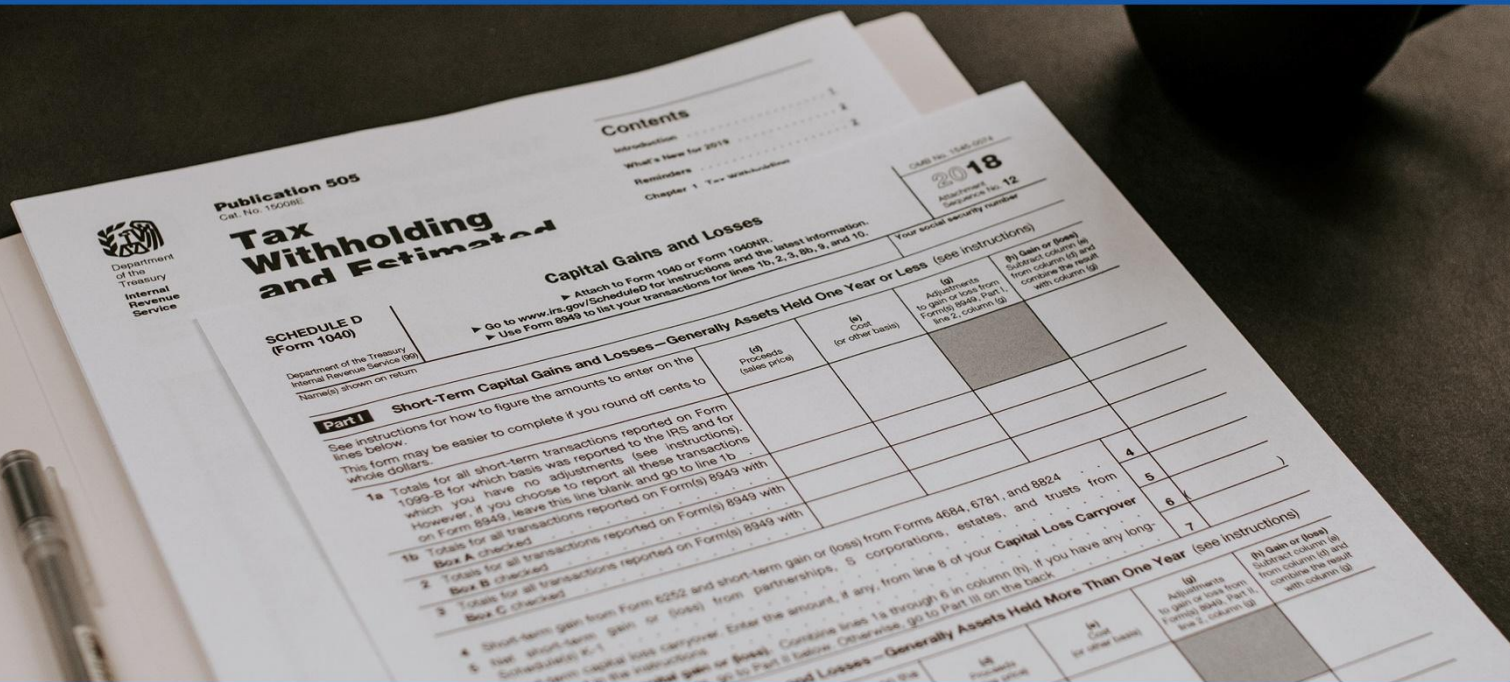 Publication 505
Cat. No. 15008E
Tax
Withholding
and Estimated
Department
of the
Treasury
Internal
Revenue
Service
Contents
Introduction
What's New for 2019
Reminders
Chapter 1. Tax Withholding
SCHEDULE D
(Form 1040)
Department of the Treasury
Internal Revenue Service (99)
Capital Gains and Losses
► Attach to Form 1040 or Form 1040NR.
► Go to www.irs.gov/ScheduleD for instructions and the latest information.
► Use Form 8949 to list your transactions for lines 1b, 2, 3, 8b, 9, and 10.
OMB No. 1545-0074
2018
Attachment
Sequence No. 12
Name(s) shown on return
Your social security number
Part I Short-Term Capital Gains and Losses—Generally Assets Held One Year or Less (see instructions)
See instructions for how to figure the amounts to enter on the
lines below.
This form may be easier to complete if you round off cents to
whole dollars.
(d)
Proceeds
(sales price)
(e)
Cost
(or other basis)
(g)
Adjustments
to gain or loss from
Form(s) 8949, Part I,
line 2, column (g)
(h) Gain or (loss)
Subtract column (e)
from column (d) and
combine the result
with column (g)
1a Totals for all short-term transactions reported on Form
1099-B for which basis was reported to the IRS and for
which you have no adjustments (see instructions).
However, if you choose to report all these transactions
on Form 8949, leave this line blank and go to line 1b
1b Totals for all transactions reported on Form(s) 8949 with
Box A checked
2 Totals for all transactions reported on Form(s) 8949 with
Box B checked
3 Totals for all transactions reported on Form(s) 8949 with
Box C checked
4 Short-term gain from Form 6252 and short-term gain or (loss) from Forms 4684, 6781, and 8824 4
5 Net short-term gain or (loss) from partnerships, S corporations, estates, and trusts from
Schedule(s) K-1 5
capital loss carryover. Enter the amount, if any, from line 8 of your Capital Loss Carryover
in the instructions 6 ( )
capital gain or (loss). Combine lines 1a through 6 in column (h). If you have any long-
go to Part II below. Otherwise, go to Part III on the back 7
Losses—Generally Assets Held More Than One Year (see instructions)
(d)
Proceeds
(e)
Cost
(or other basis)
(g)
Adjustments
to gain or loss from
Form(s) 8949, Part II,
line 2, column (g)
(h) Gain or (loss)
Subtract column (e)
from column (d) and
combine the result
with column (g)